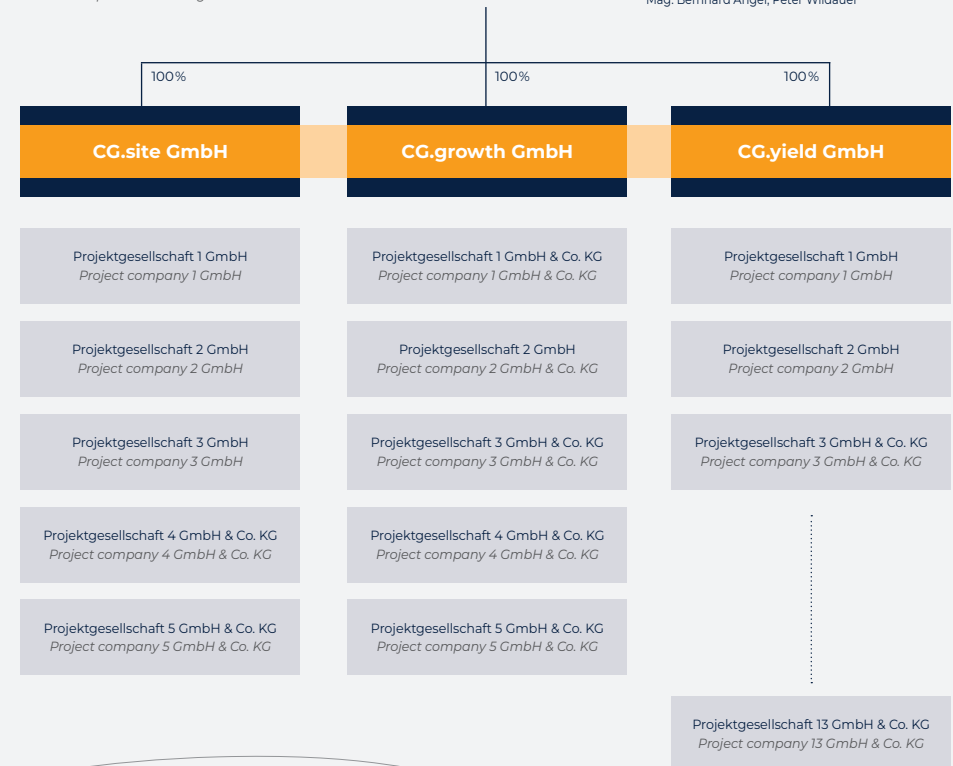 Mag. Bernhard Angel, Peter Wildauer
100%
100%
100%
CG.site GmbH
CG.growth GmbH
CG.yield GmbH
Projektgesellschaft 1 GmbH
Project company 1 GmbH
Projektgesellschaft 2 GmbH
Project company 2 GmbH
Projektgesellschaft 3 GmbH
Project company 3 GmbH
Projektgesellschaft 4 GmbH & Co. KG
Project company 4 GmbH & Co. KG
Projektgesellschaft 5 GmbH & Co. KG
Project company 5 GmbH & Co. KG
Projektgesellschaft 1 GmbH & Co. KG
Project company 1 GmbH & Co. KG
Projektgesellschaft 2 GmbH
Project company 2 GmbH & Co. KG
Projektgesellschaft 3 GmbH & Co. KG
Project company 3 GmbH & Co. KG
Projektgesellschaft 4 GmbH & Co. KG
Project company 4 GmbH & Co. KG
Projektgesellschaft 5 GmbH & Co. KG
Project company 5 GmbH & Co. KG
Projektgesellschaft 1 GmbH
Project company 1 GmbH
Projektgesellschaft 2 GmbH
Project company 2 GmbH
Projektgesellschaft 3 GmbH & Co. KG
Project company 3 GmbH & Co. KG
Projektgesellschaft 13 GmbH & Co. KG
Project company 13 GmbH & Co. KG